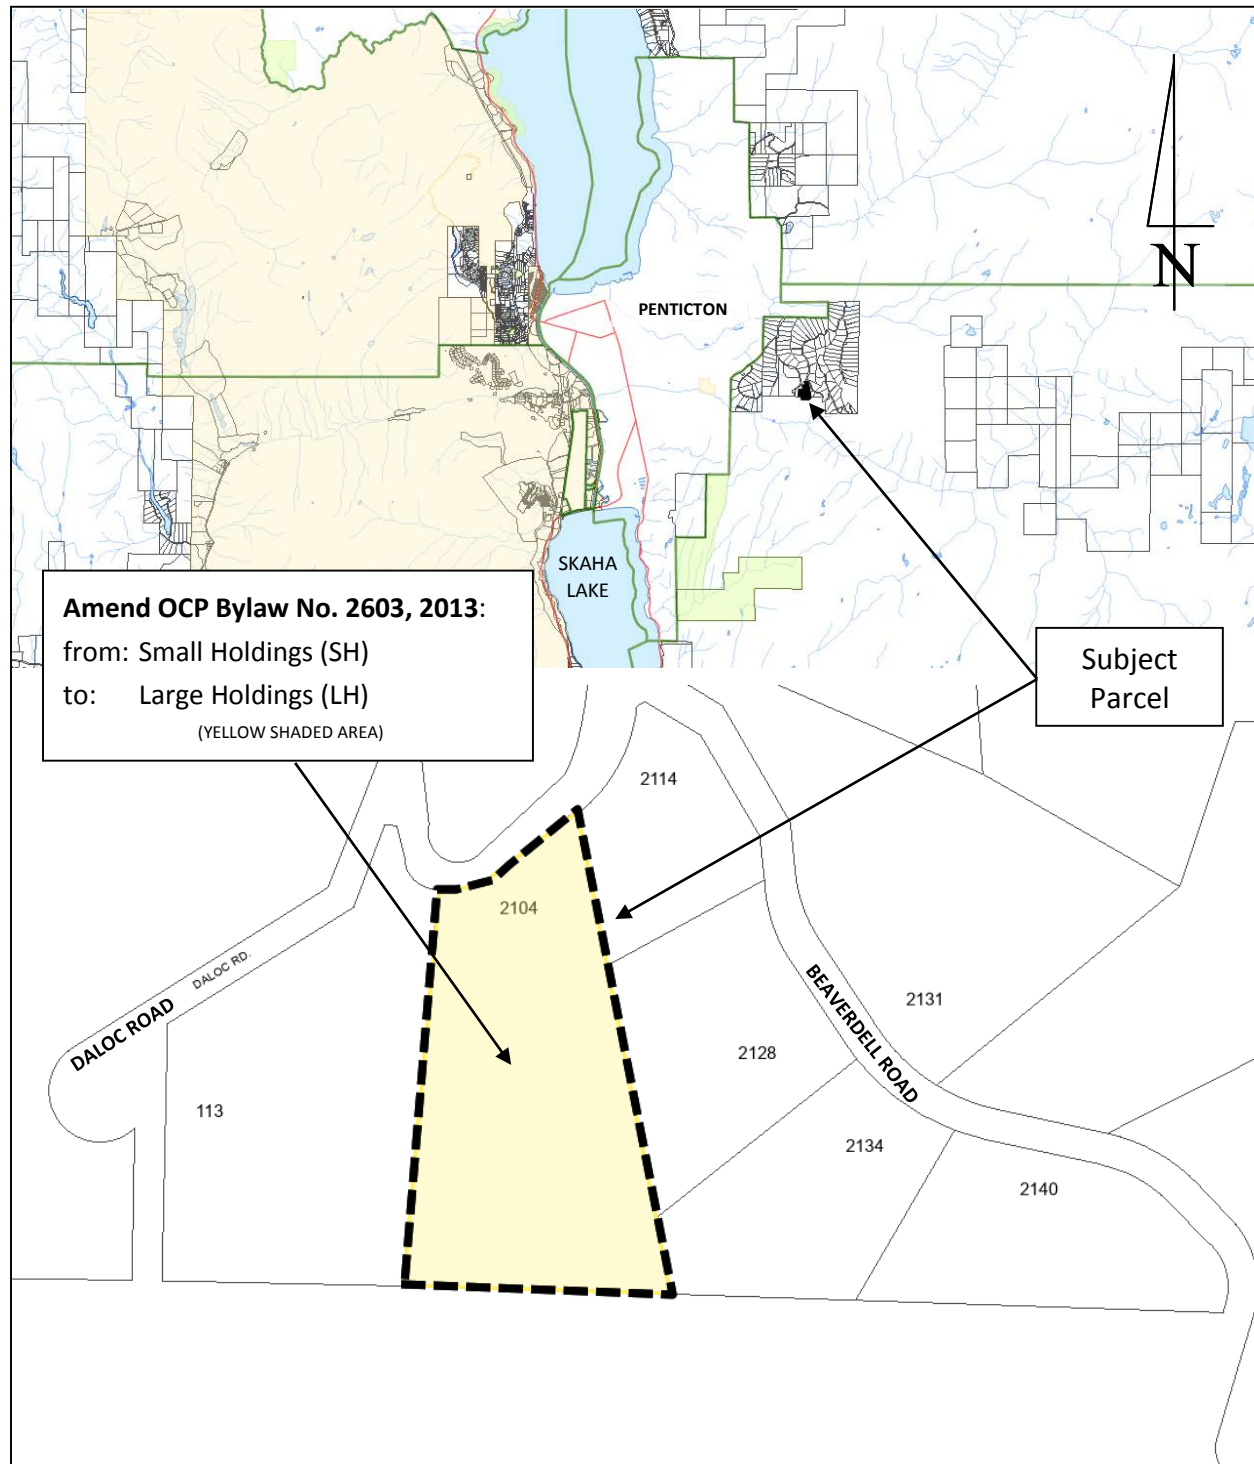 PENTICTON
N
SKAHA
LAKE
Amend OCP Bylaw No. 2603, 2013:
from: Small Holdings (SH)
to: Large Holdings (LH)
(YELLOW SHADED AREA)
Subject
Parcel
2114
2104
DALOC RD.
DALOC ROAD
BEAVERDELL ROAD
2131
2128
113
2134
2140